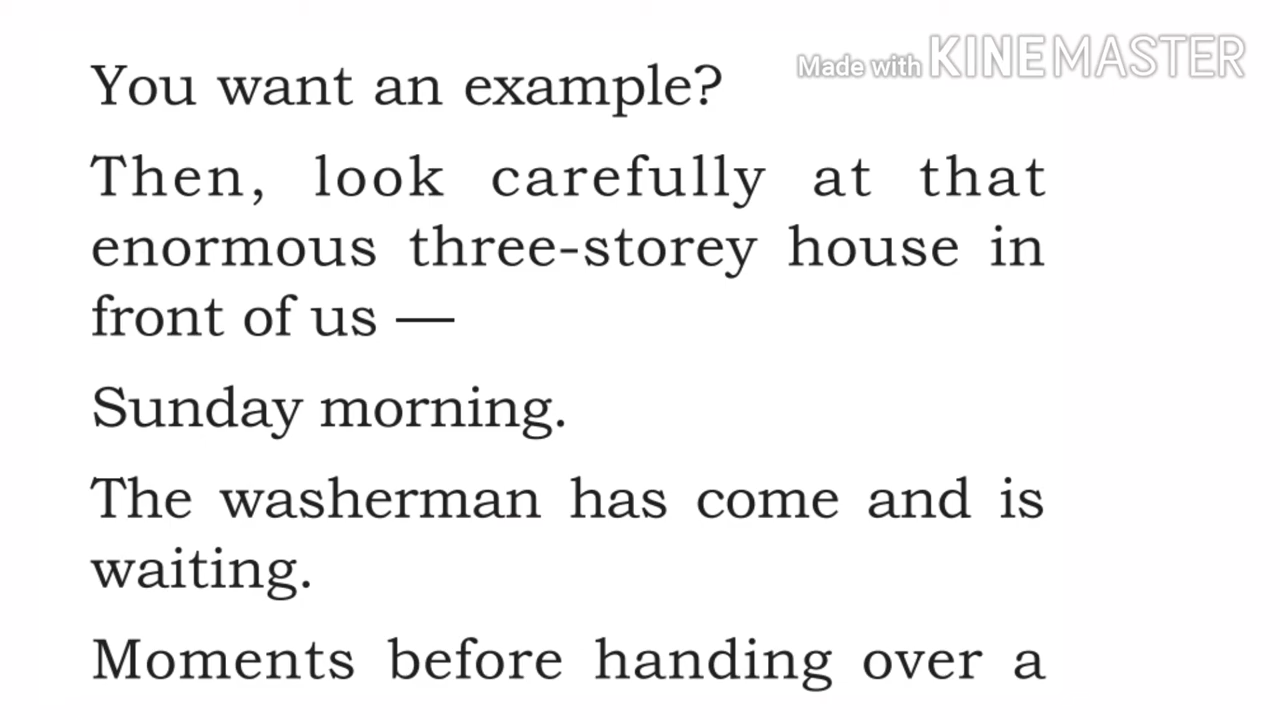 Made with KINEMASTER
You want an example?
Then, look carefully at that
enormous three-storey house in
front of us —
Sunday morning.
The washerman has come and is
waiting.
Moments before handing over a